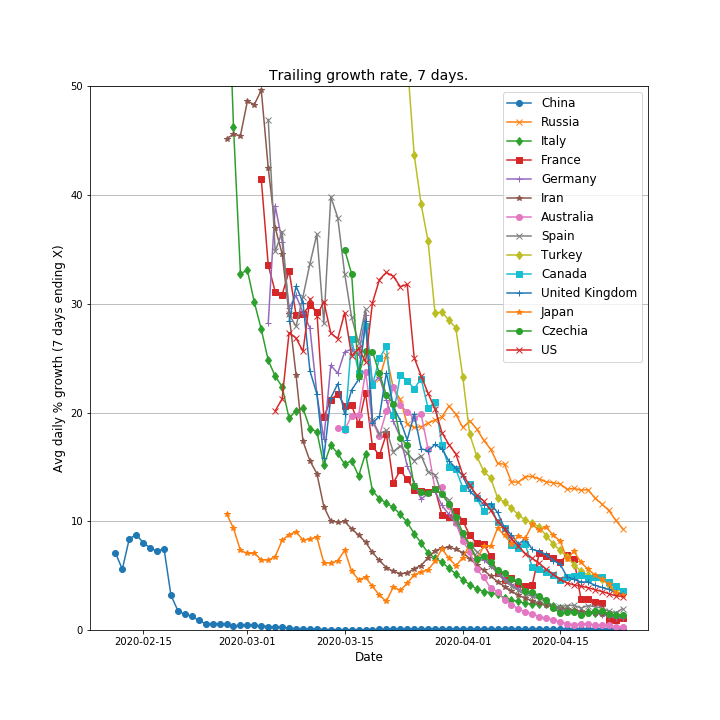 Trailing growth rate, 7 days.
50
40
30
20
10
0
Avg daily % growth (7 days ending X)
China
Russia
Italy
France
Germany
Iran
Australia
Spain
Turkey
Canada
United Kingdom
Japan
Czechia
US
2020-02-15
2020-03-01
2020-03-15
2020-04-01
2020-04-15
Date